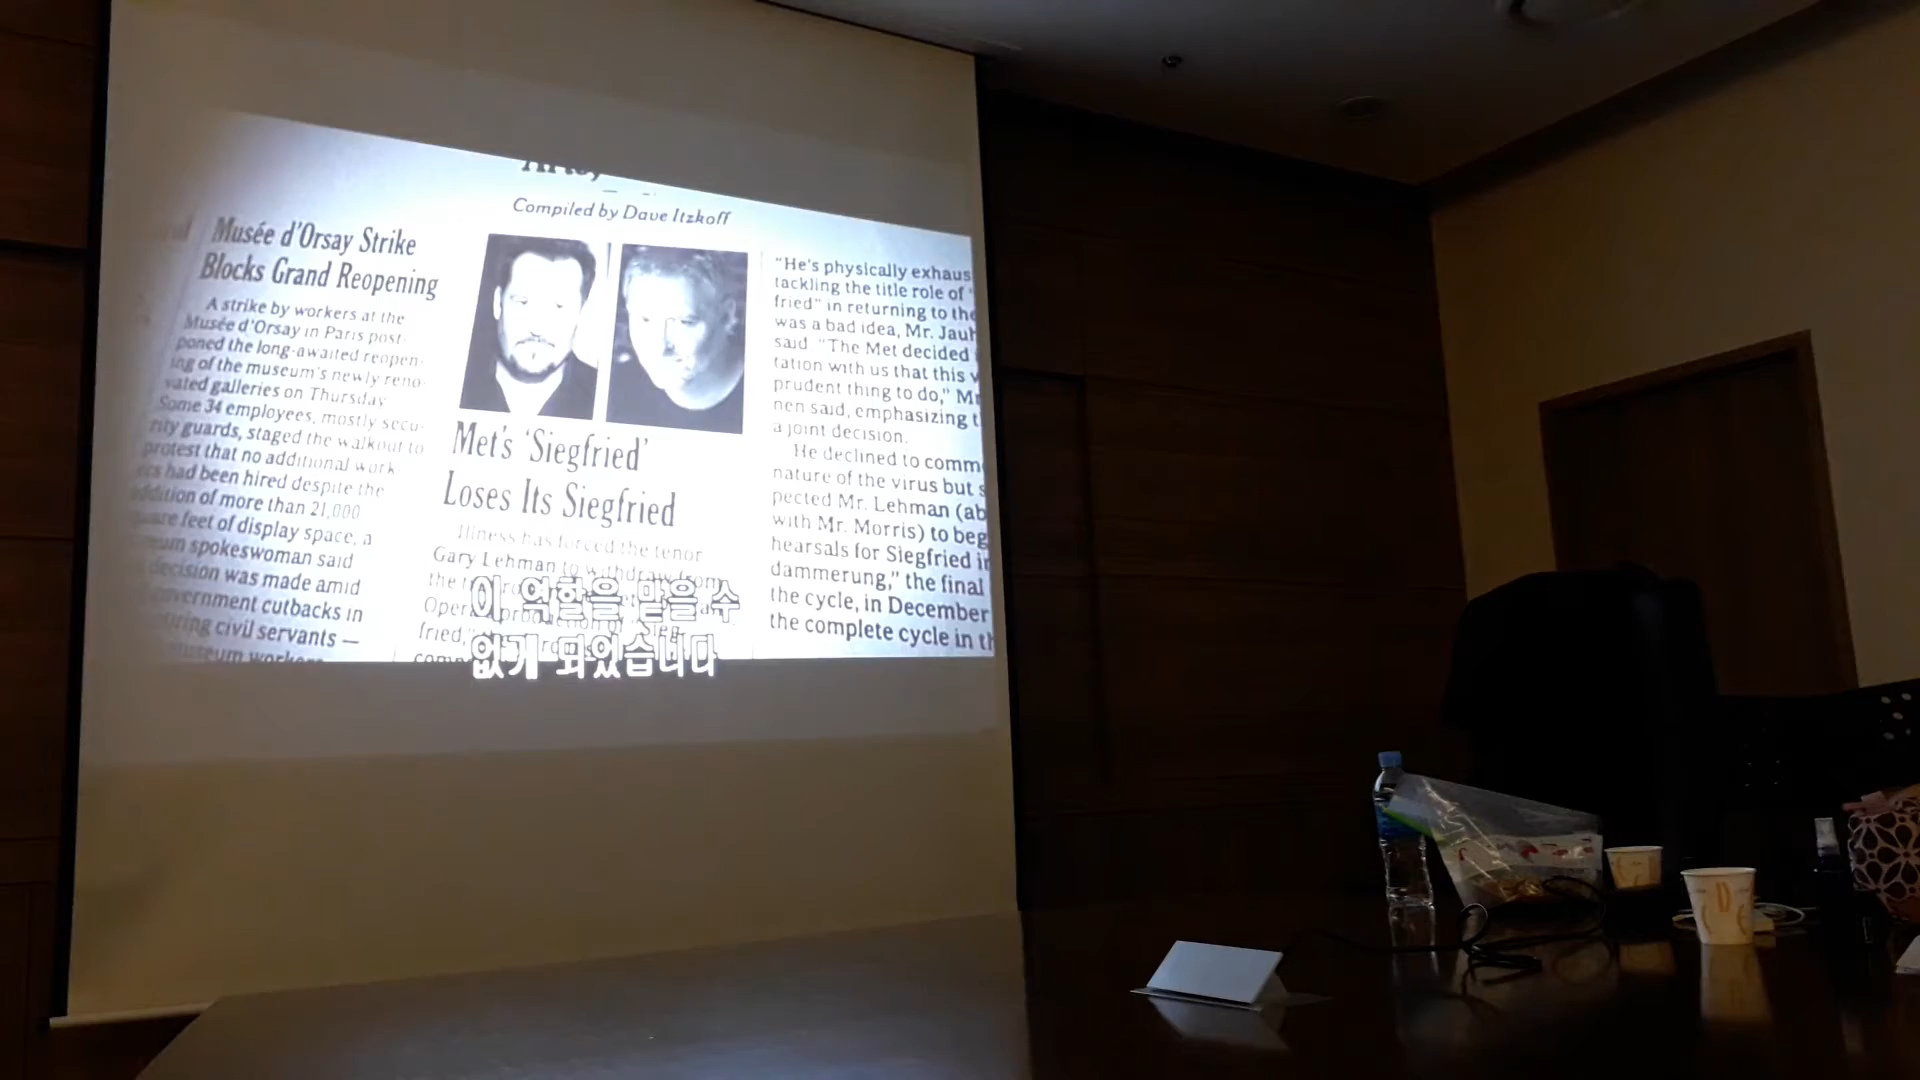 Compiled by Dave Itzkoff
Musée d'Orsay Strike
Blocks Grand Reopening
A strike by workers at the
Musée d'Orsay in Paris post-
poned the long-awaited reopen-
ing of the museum's newly reno-
vated galleries on Thursday
Some 34 employees, mostly secu-
rity guards, staged the walkout to
protest that no additional work-
ers had been hired despite the
addition of more than 21,000
square feet of display space, a
spokeswoman said
decision was made amid
government cutbacks in
civil servants —
museum workers
Met's 'Siegfried'
Loses Its Siegfried
Illness has forced the tenor
Gary Lehman to withdraw from
the
Opera production of "Sieg-
fried,"
"He's physically exhaus
tackling the title role of "
fried" in returning to the
was a bad idea, Mr. Jauh
said "The Met decided
tation with us that this w
prudent thing to do," Mr
nen said, emphasizing t
a joint decision.
He declined to comm
nature of the virus but s
pected Mr. Lehman (ab
with Mr. Morris) to beg
hearsals for Siegfried in
dammerung," the final
the cycle, in December
the complete cycle in th
이 역할을 맡을 수
없게 되었습니다